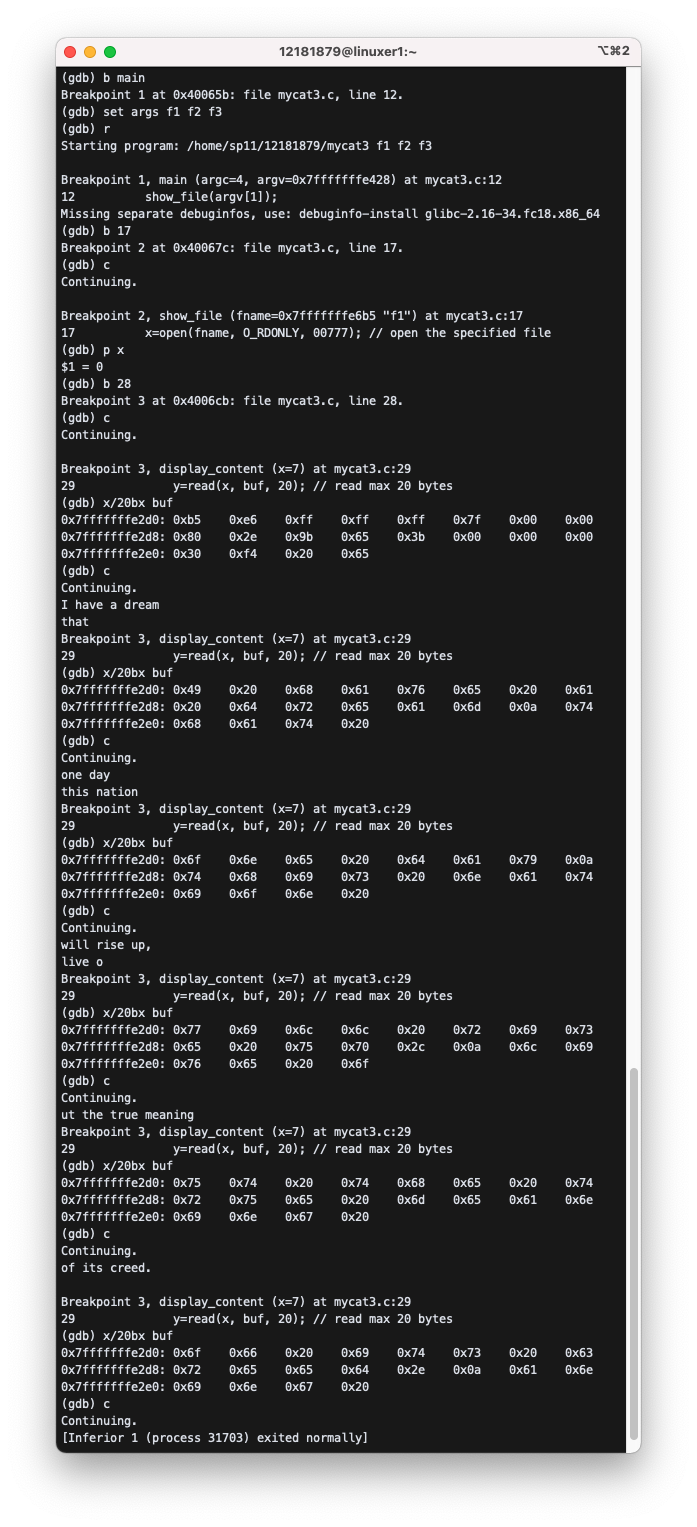 12181879@linuxer1:~
⌥⌘2
(gdb) b main
Breakpoint 1 at 0x40065b: file mycat3.c, line 12.
(gdb) set args f1 f2 f3
(gdb) r
Starting program: /home/sp11/12181879/mycat3 f1 f2 f3
Breakpoint 1, main (argc=4, argv=0x7fffffffe428) at mycat3.c:12
12          show_file(argv[1]);
Missing separate debuginfos, use: debuginfo-install glibc-2.16-34.fc18.x86_64
(gdb) b 17
Breakpoint 2 at 0x40067c: file mycat3.c, line 17.
(gdb) c
Continuing.
Breakpoint 2, show_file (fname=0x7fffffffe6b5 "f1") at mycat3.c:17
17          x=open(fname, O_RDONLY, 00777); // open the specified file
(gdb) p x
$1 = 0
(gdb) b 28
Breakpoint 3 at 0x4006cb: file mycat3.c, line 28.
(gdb) c
Continuing.
Breakpoint 3, display_content (x=7) at mycat3.c:29
29              y=read(x, buf, 20); // read max 20 bytes
(gdb) x/20bx buf
0x7fffffffe2d0: 0xb5    0xe6    0xff    0xff    0xff    0x7f    0x00    0x00
0x7fffffffe2d8: 0x80    0x2e    0x9b    0x65    0x3b    0x00    0x00    0x00
0x7fffffffe2e0: 0x30    0xf4    0x20    0x65
(gdb) c
Continuing.
I have a dream
that
Breakpoint 3, display_content (x=7) at mycat3.c:29
29              y=read(x, buf, 20); // read max 20 bytes
(gdb) x/20bx buf
0x7fffffffe2d0: 0x49    0x20    0x68    0x61    0x76    0x65    0x20    0x61
0x7fffffffe2d8: 0x20    0x64    0x72    0x65    0x61    0x6d    0x0a    0x74
0x7fffffffe2e0: 0x68    0x61    0x74    0x20
(gdb) c
Continuing.
one day
this nation
Breakpoint 3, display_content (x=7) at mycat3.c:29
29              y=read(x, buf, 20); // read max 20 bytes
(gdb) x/20bx buf
0x7fffffffe2d0: 0x6f    0x6e    0x65    0x20    0x64    0x61    0x79    0x0a
0x7fffffffe2d8: 0x74    0x68    0x69    0x73    0x20    0x6e    0x61    0x74
0x7fffffffe2e0: 0x69    0x6f    0x6e    0x20
(gdb) c
Continuing.
will rise up,
live o
Breakpoint 3, display_content (x=7) at mycat3.c:29
29              y=read(x, buf, 20); // read max 20 bytes
(gdb) x/20bx buf
0x7fffffffe2d0: 0x77    0x69    0x6c    0x6c    0x20    0x72    0x69    0x73
0x7fffffffe2d8: 0x65    0x20    0x75    0x70    0x2c    0x0a    0x6c    0x69
0x7fffffffe2e0: 0x76    0x65    0x20    0x6f
(gdb) c
Continuing.
ut the true meaning
Breakpoint 3, display_content (x=7) at mycat3.c:29
29              y=read(x, buf, 20); // read max 20 bytes
(gdb) x/20bx buf
0x7fffffffe2d0: 0x75    0x74    0x20    0x74    0x68    0x65    0x20    0x74
0x7fffffffe2d8: 0x72    0x75    0x65    0x20    0x6d    0x65    0x61    0x6e
0x7fffffffe2e0: 0x69    0x6e    0x67    0x20
(gdb) c
Continuing.
of its creed.
Breakpoint 3, display_content (x=7) at mycat3.c:29
29              y=read(x, buf, 20); // read max 20 bytes
(gdb) x/20bx buf
0x7fffffffe2d0: 0x6f    0x66    0x20    0x69    0x74    0x73    0x20    0x63
0x7fffffffe2d8: 0x72    0x65    0x65    0x64    0x2e    0x0a    0x61    0x6e
0x7fffffffe2e0: 0x69    0x6e    0x67    0x20
(gdb) c
Continuing.
[Inferior 1 (process 31703) exited normally]